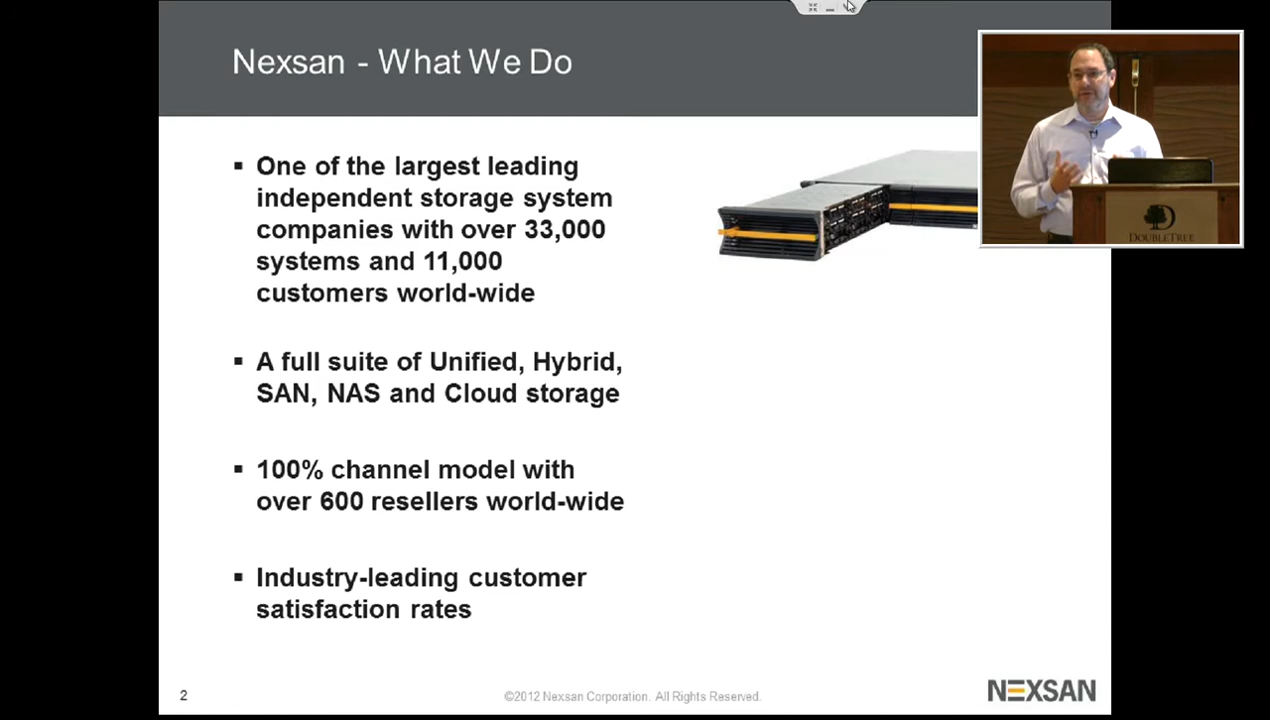 Nexsan - What We Do
▪ One of the largest leading
independent storage system
companies with over 33,000
systems and 11,000
customers world-wide
▪ A full suite of Unified, Hybrid,
SAN, NAS and Cloud storage
▪ 100% channel model with
over 600 resellers world-wide
▪ Industry-leading customer
satisfaction rates
D
DOUBLETREE
2
©2012 Nexsan Corporation. All Rights Reserved.
NEXSAN